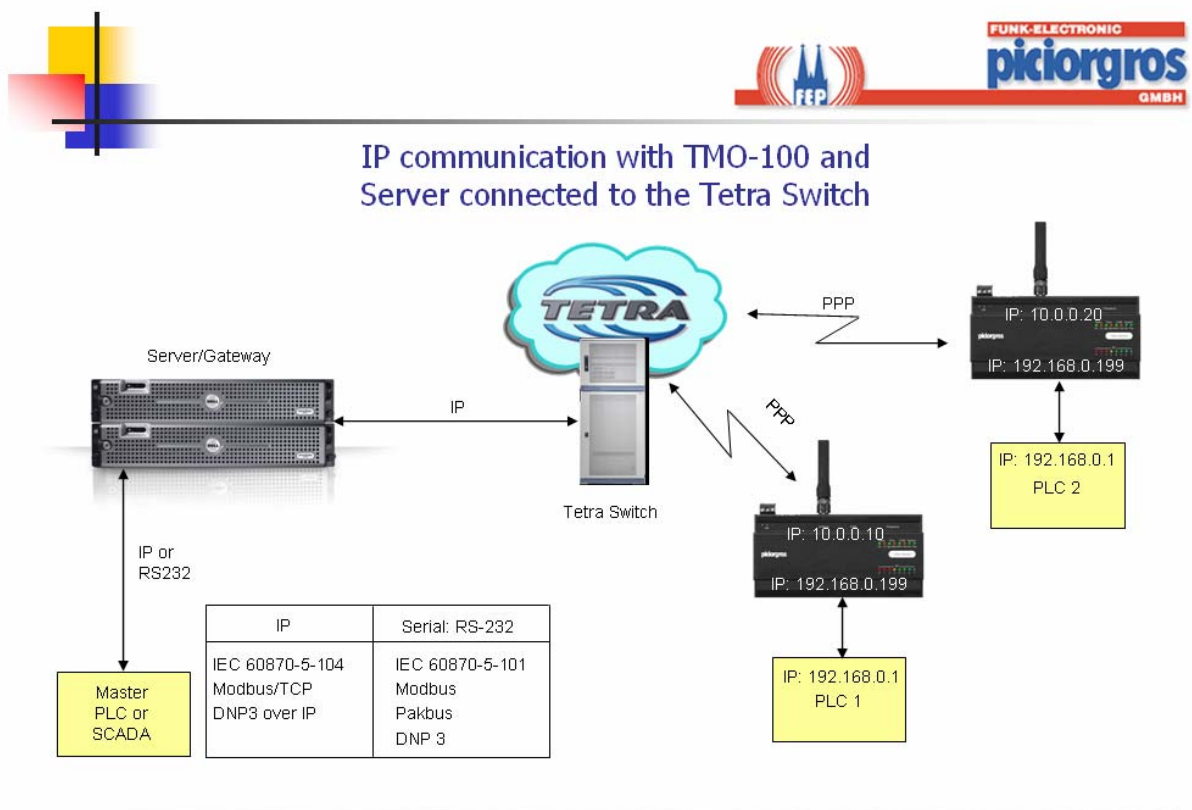 FUNK-ELECTRONIC
piciorgros
GMBH
FEP
IP communication with TMO-100 and
Server connected to the Tetra Switch
TETRA
PPP
IP: 10.0.0.20
piciorgros
IP: 192.168.0.199
Server/Gateway
IP
PPP
IP: 192.168.0.1
PLC 2
Tetra Switch
IP: 10.0.0.10
piciorgros
IP: 192.168.0.199
IP or
RS232
IP
Serial: RS-232
IEC 60870-5-104
Modbus/TCP
DNP3 over IP
IEC 60870-5-101
Modbus
Pakbus
DNP 3
Master
PLC or
SCADA
IP: 192.168.0.1
PLC 1